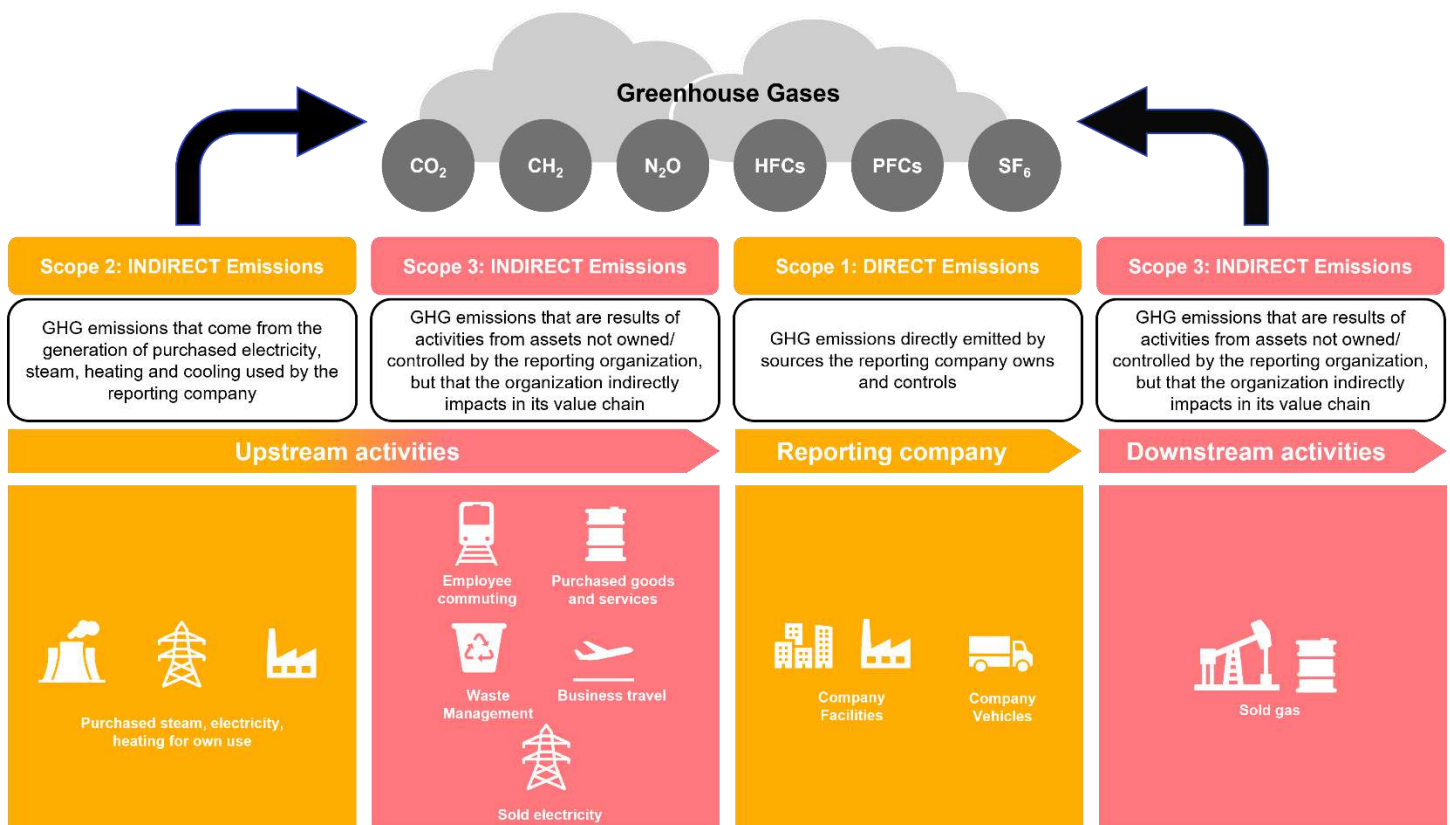 Greenhouse Gases
CO₂
CH₂
N₂O
HFCs
PFCs
SF₆
Scope 2: INDIRECT Emissions
GHG emissions that come from the
generation of purchased electricity,
steam, heating and cooling used by the
reporting company
Scope 3: INDIRECT Emissions
GHG emissions that are results of
activities from assets not owned/
controlled by the reporting organization,
but that the organization indirectly
impacts in its value chain
Scope 1: DIRECT Emissions
GHG emissions directly emitted by
sources the reporting company owns
and controls
Scope 3: INDIRECT Emissions
GHG emissions that are results of
activities from assets not owned/
controlled by the reporting organization,
but that the organization indirectly
impacts in its value chain
Upstream activities
Reporting company
Downstream activities
Purchased steam, electricity,
heating for own use
Employee
commuting
Purchased goods
and services
Waste
Management
Business travel
Sold electricity
Company
Facilities
Company
Vehicles
Sold gas